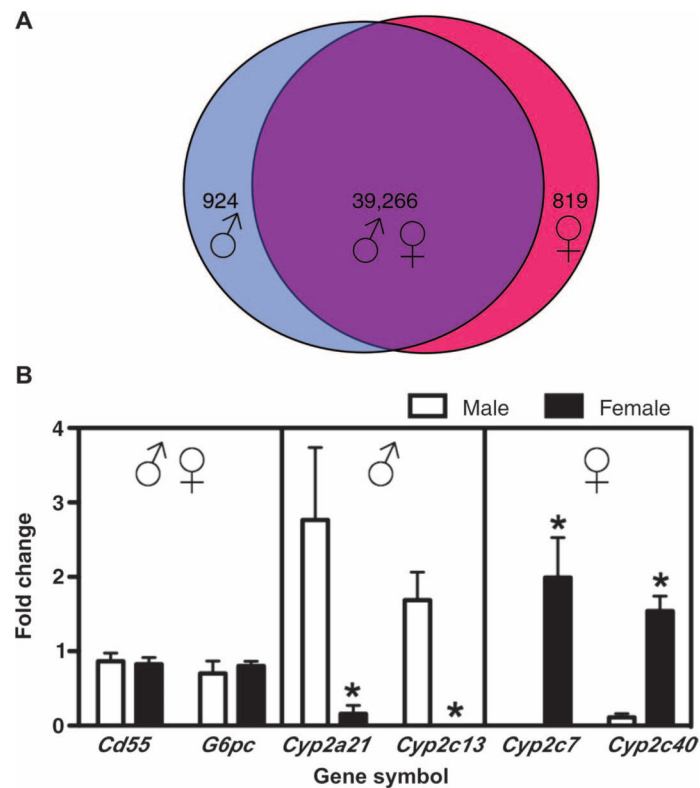 A
924
39,266
819
♂
♂ ♀
♀
B
Male
Female
♂ ♀
♂
♀
Fold change
4
3
2
1
0
*
*
*
*
Cd55
G6pc
Cyp2a21
Cyp2c13
Cyp2c7
Cyp2c40
Gene symbol